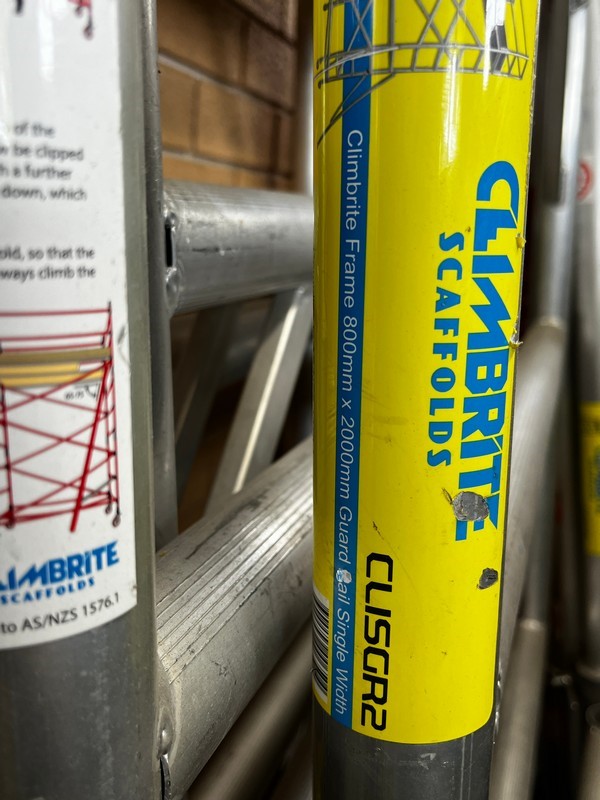 of the
be clipped
a further
down, which
old, so that the
ways climb the
LIMBRITE
SCAFFOLDS
to AS/NZS 1576.1
Climbrite Frame 800mm x 2000mm Guard ail Single Width
CLIMBRITE
SCAFFOLDS
CLISGR2